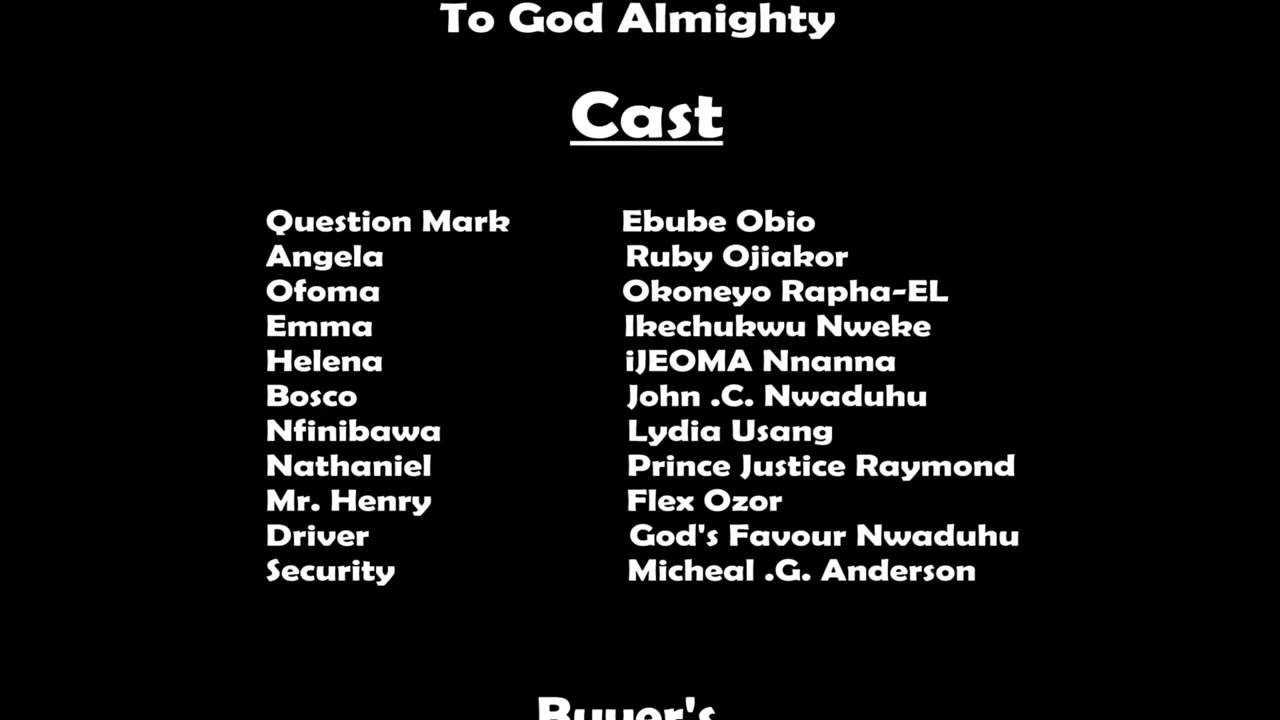 To God Almighty
Cast
Question Mark Ebube Obio
Angela Ruby Ojiakor
Ofoma Okoneyo Rapha-EL
Emma Ikechukwu Nweke
Helena iJEOMA Nnanna
Bosco John .C. Nwaduhu
Nfinibawa Lydia Usang
Nathaniel Prince Justice Raymond
Mr. Henry Flex Ozor
Driver God's Favour Nwaduhu
Security Micheal .G. Anderson
Buyer's